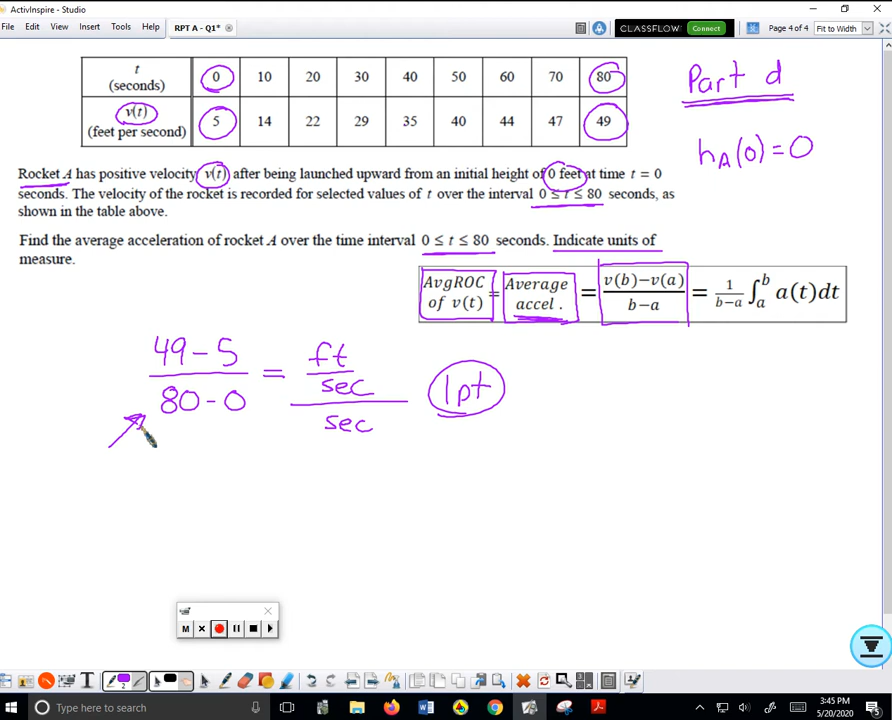 ActivInspire - Studio
File Edit View Insert Tools Help RPT A - Q1* CLASSFLOW Connect Page 4 of 4 Fit to Width
t (seconds) 0 10 20 30 40 50 60 70 80
v(t) (feet per second) 5 14 22 29 35 40 44 47 49
Part d
hA(0) = 0
Rocket A has positive velocity v(t) after being launched upward from an initial height of 0 feet at time t = 0
seconds. The velocity of the rocket is recorded for selected values of t over the interval 0 ≤ t ≤ 80 seconds, as
shown in the table above.
Find the average acceleration of rocket A over the time interval 0 ≤ t ≤ 80 seconds. Indicate units of
measure.
AvgROC of v(t) = Average accel. = v(b)−v(a) / b−a = 1/b−a ∫a b a(t)dt
49 − 5 / 80 − 0 = ft/sec / sec 1pt
M
T 2
Type here to search
3:45 PM
5/20/2020 5